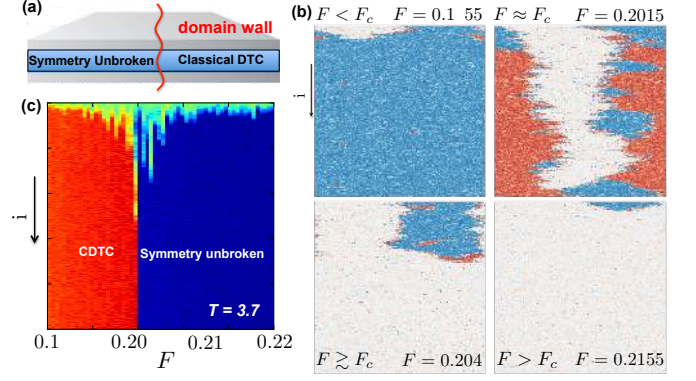 (a)
domain wall
Symmetry Unbroken
Classical DTC
(b)
F < F_c F = 0.1 55
F ≈ F_c F = 0.2015
i
(c)
i
CDTC
Symmetry unbroken
T = 3.7
0.1 0.20 0.21 0.22
F
F ≳ F_c F = 0.204
F > F_c F = 0.2155